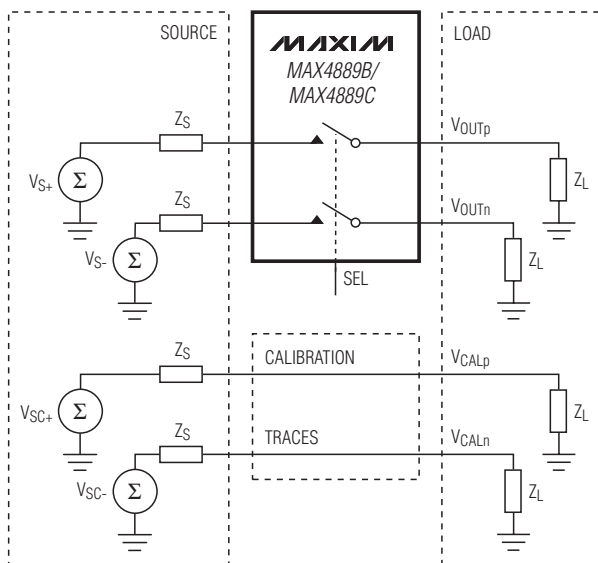 SOURCE
MAXIM
MAX4889B/
MAX4889C
LOAD
ZS
VOUTp
VS+
Σ
ZL
ZS
VOUTn
VS-
Σ
ZL
SEL
ZS
CALIBRATION
VCALp
VSC+
Σ
ZL
ZS
TRACES
VCALn
VSC-
Σ
ZL